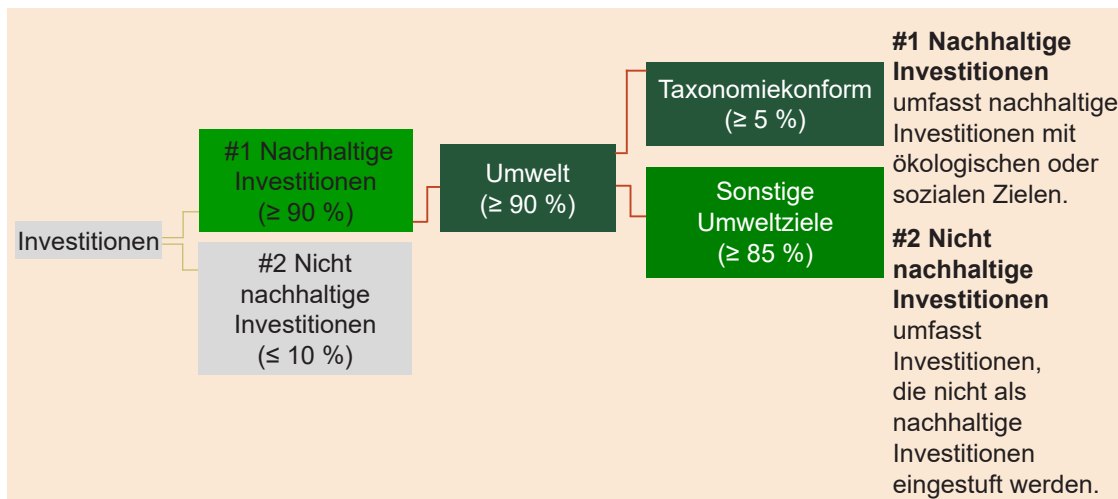 Investitionen
#1 Nachhaltige
Investitionen
(≥ 90 %)
#2 Nicht
nachhaltige
Investitionen
(≤ 10 %)
Umwelt
(≥ 90 %)
Taxonomiekonform
(≥ 5 %)
Sonstige
Umweltziele
(≥ 85 %)
#1 Nachhaltige
Investitionen
umfasst nachhaltige
Investitionen mit
ökologischen oder
sozialen Zielen.
#2 Nicht
nachhaltige
Investitionen
umfasst
Investitionen,
die nicht als
nachhaltige
Investitionen
eingestuft werden.